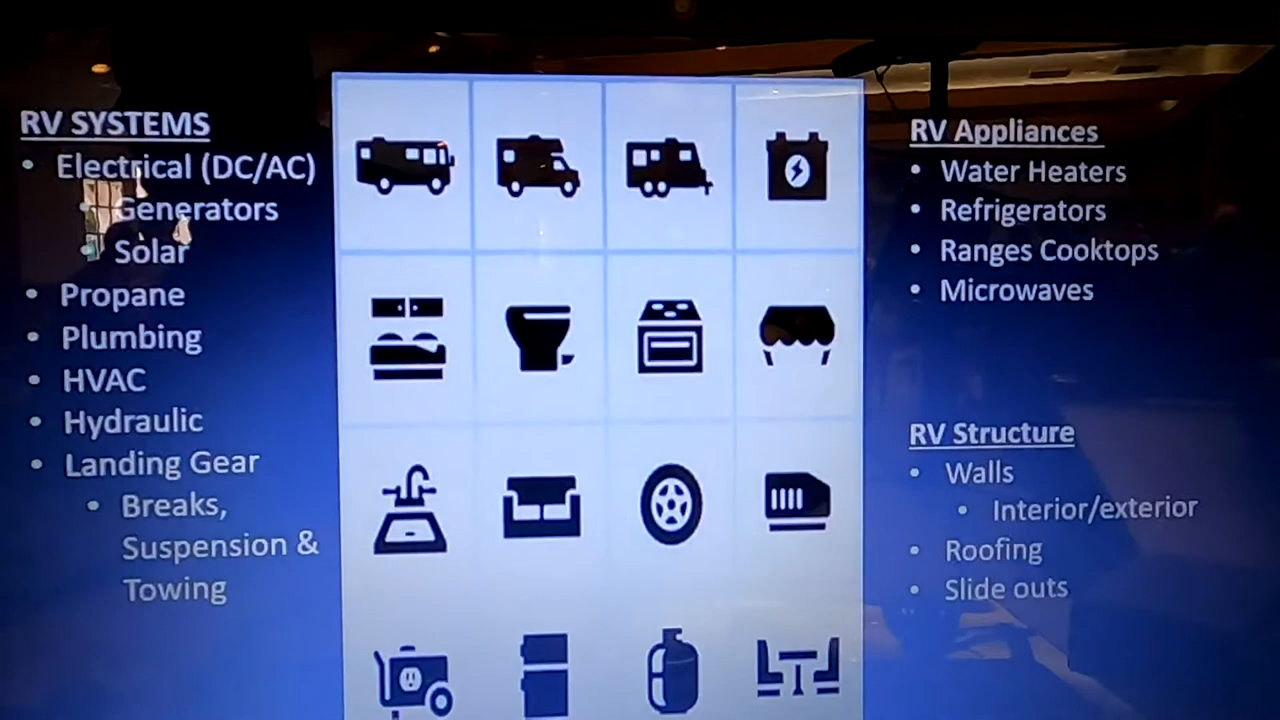 RV SYSTEMS
• Electrical (DC/AC)
• Generators
• Solar
• Propane
• Plumbing
• HVAC
• Hydraulic
• Landing Gear
• Breaks,
Suspension &
Towing
RV Appliances
• Water Heaters
• Refrigerators
• Ranges Cooktops
• Microwaves
RV Structure
• Walls
• Interior/exterior
• Roofing
• Slide outs